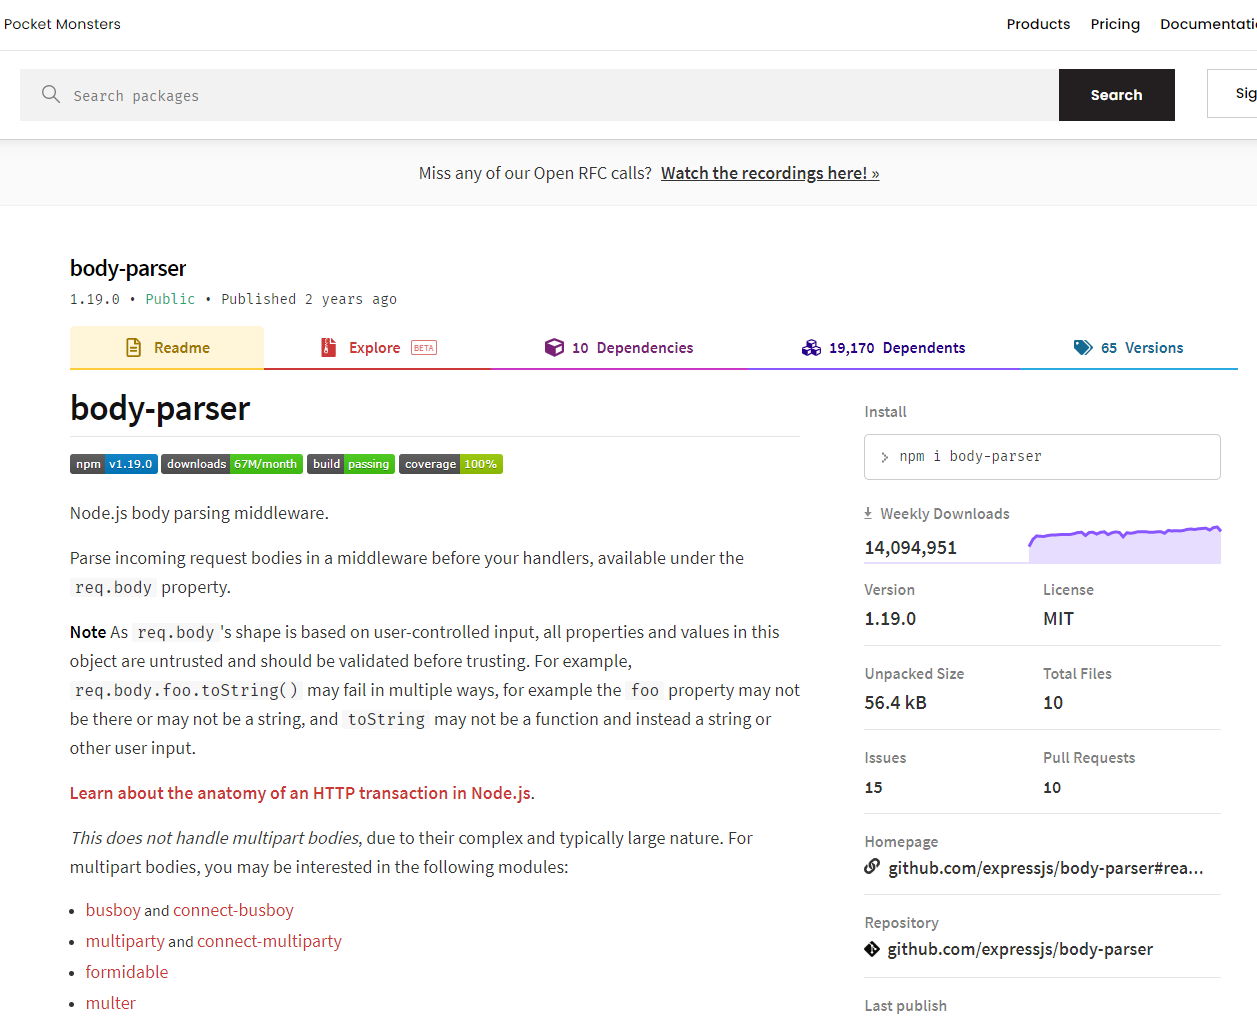 Pocket Monsters
Products Pricing Documentati
Search packages
Search
Sig
Miss any of our Open RFC calls? Watch the recordings here! »
body-parser
1.19.0 • Public • Published 2 years ago
Readme
Explore BETA
10 Dependencies
19,170 Dependents
65 Versions
body-parser
npm v1.19.0 downloads 67M/month build passing coverage 100%
Node.js body parsing middleware.
Parse incoming request bodies in a middleware before your handlers, available under the
req.body property.
Note As req.body 's shape is based on user-controlled input, all properties and values in this
object are untrusted and should be validated before trusting. For example,
req.body.foo.toString() may fail in multiple ways, for example the foo property may not
be there or may not be a string, and toString may not be a function and instead a string or
other user input.
Learn about the anatomy of an HTTP transaction in Node.js.
This does not handle multipart bodies, due to their complex and typically large nature. For
multipart bodies, you may be interested in the following modules:
• busboy and connect-busboy
• multiparty and connect-multiparty
• formidable
• multer
Install
npm i body-parser
Weekly Downloads
14,094,951
Version
1.19.0
License
MIT
Unpacked Size
56.4 kB
Total Files
10
Issues
15
Pull Requests
10
Homepage
github.com/expressjs/body-parser#rea...
Repository
github.com/expressjs/body-parser
Last publish